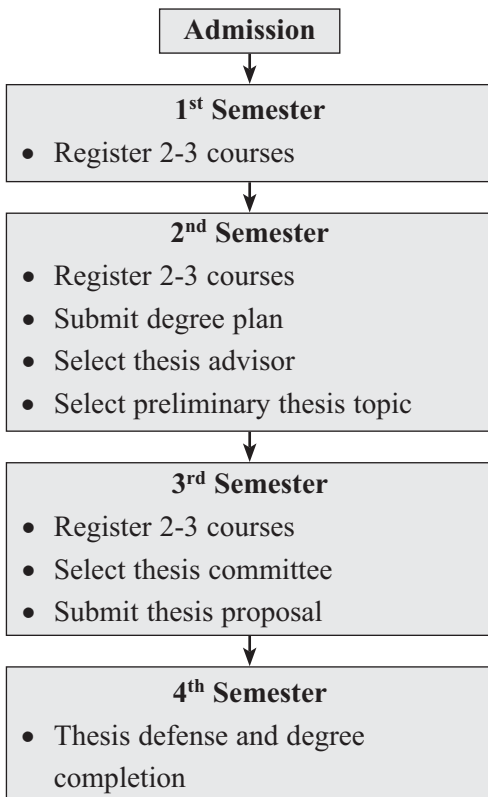 Admission
1st Semester
• Register 2-3 courses
2nd Semester
• Register 2-3 courses
• Submit degree plan
• Select thesis advisor
• Select preliminary thesis topic
3rd Semester
• Register 2-3 courses
• Select thesis committee
• Submit thesis proposal
4th Semester
• Thesis defense and degree
completion